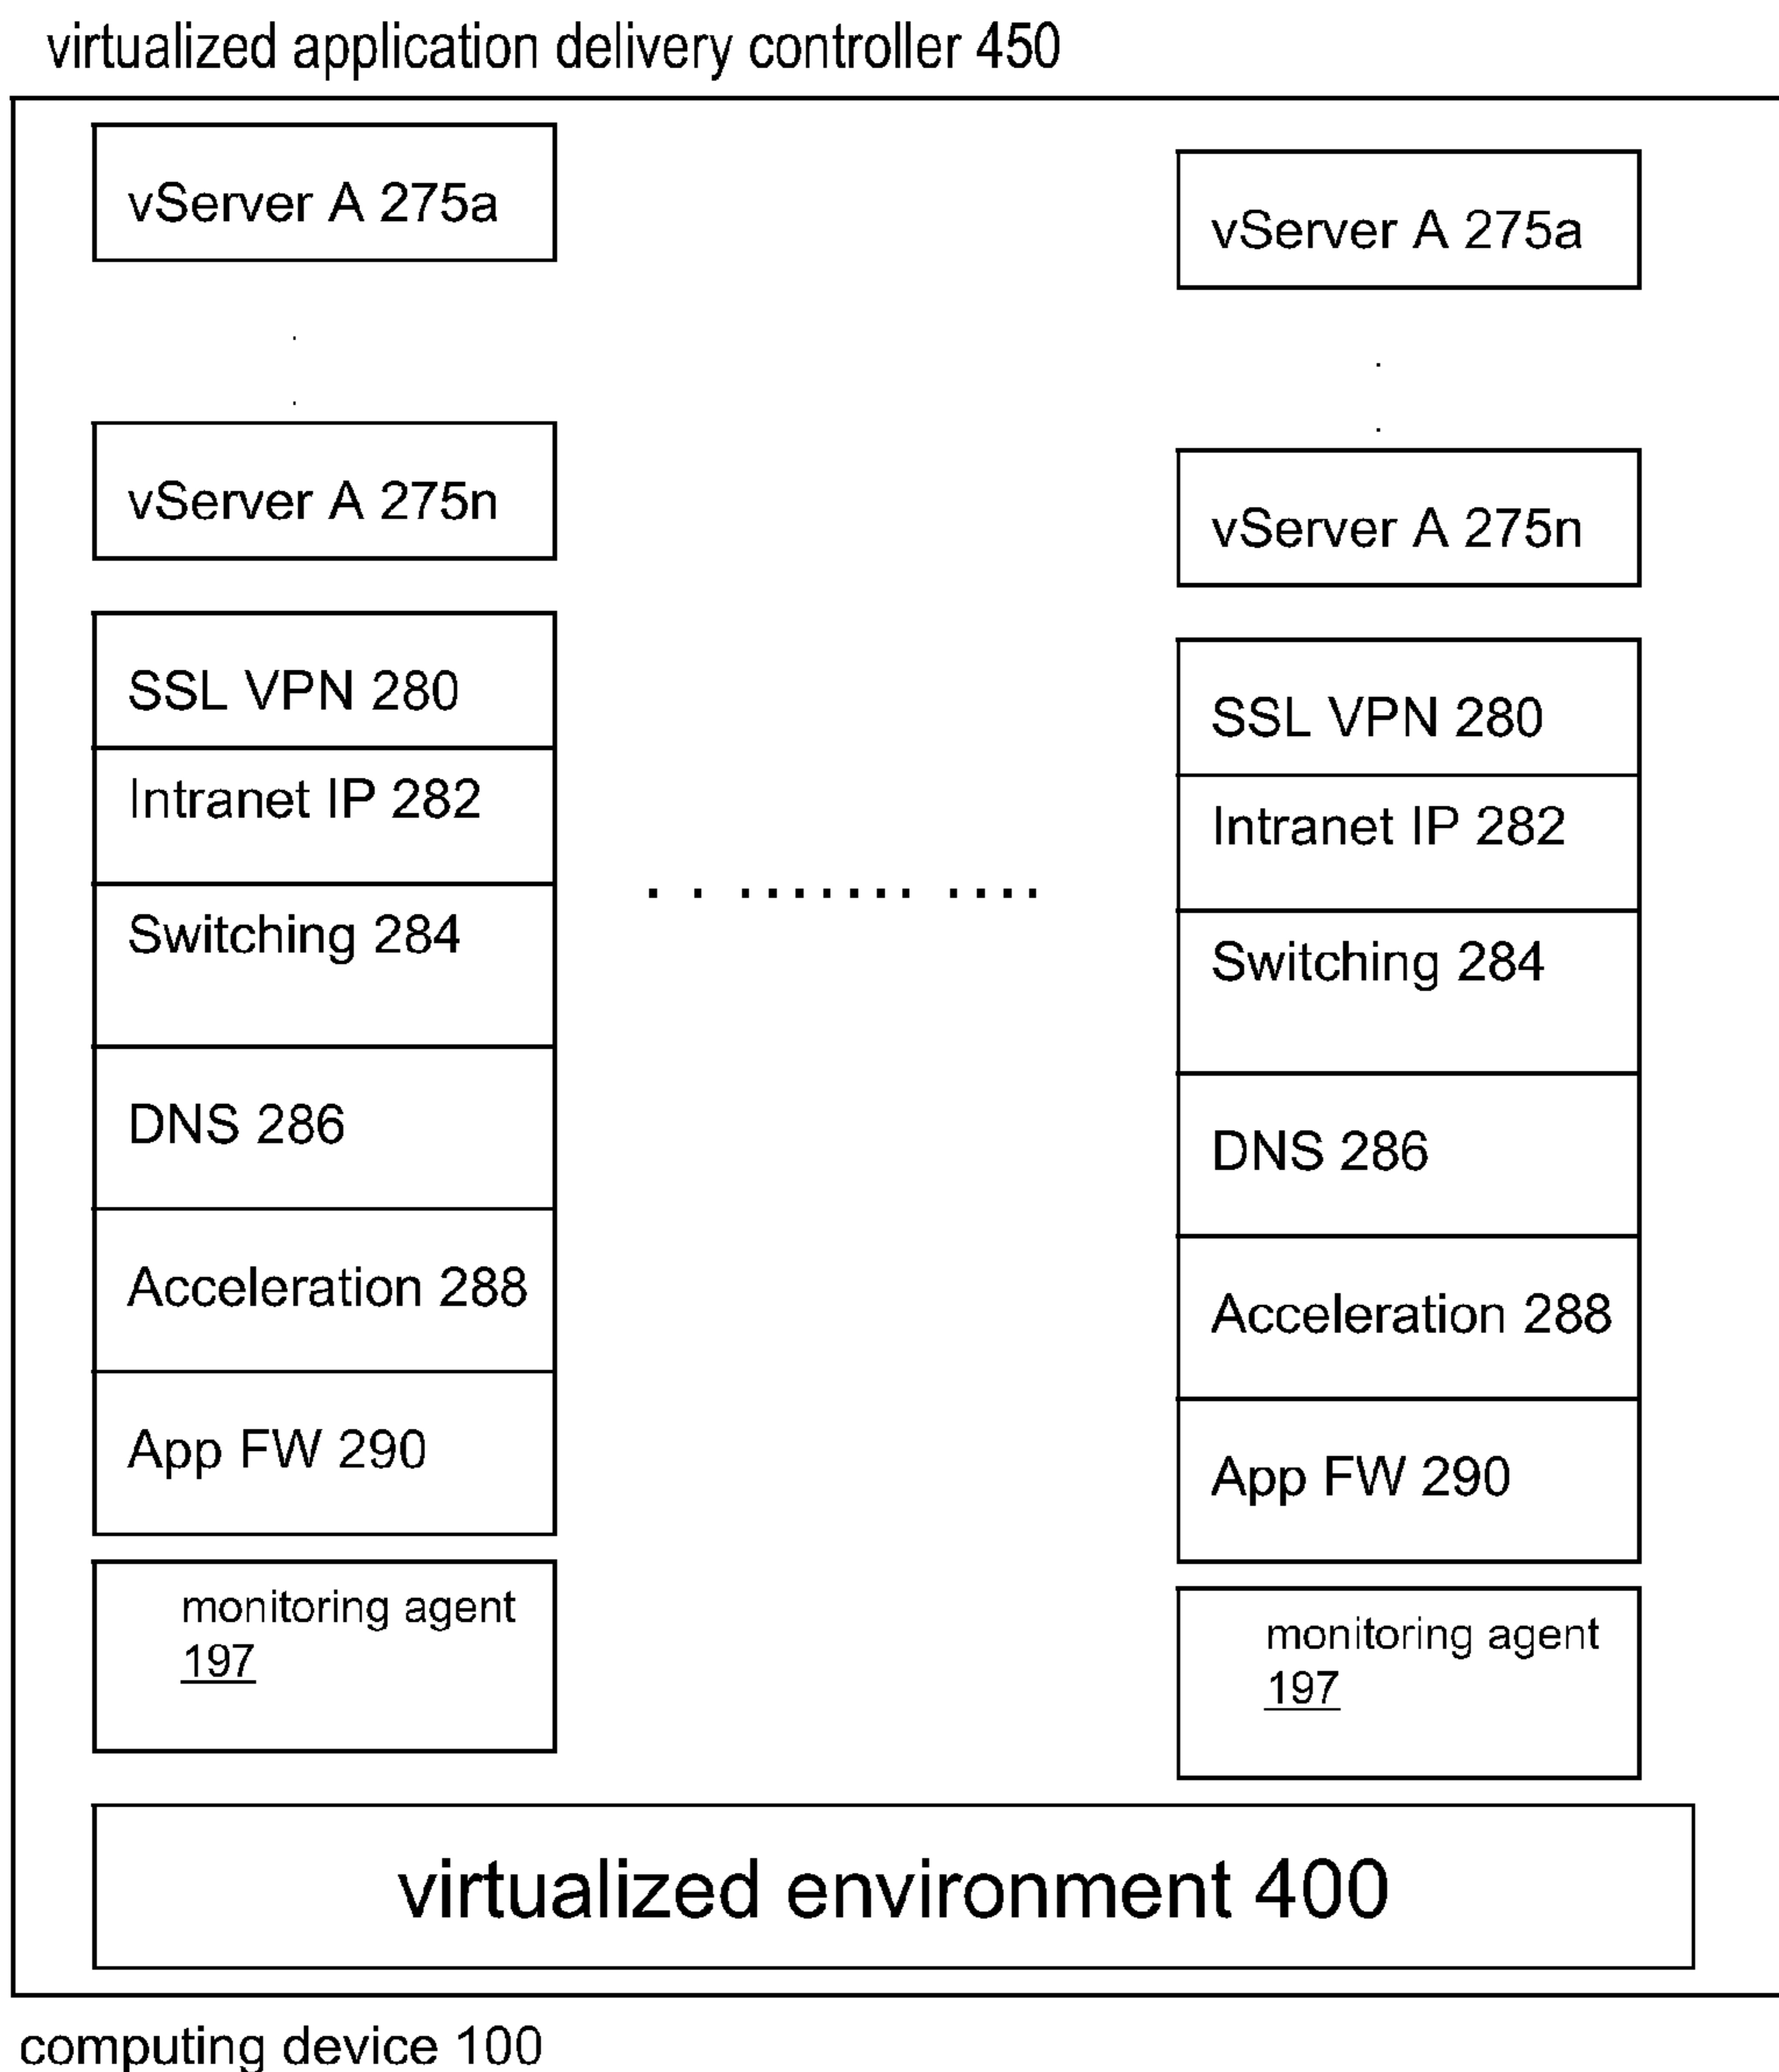 virtualized application delivery controller 450
vServer A 275a
vServer A 275n
SSL VPN 280
Intranet IP 282
Switching 284
DNS 286
Acceleration 288
App FW 290
monitoring agent
197
vServer A 275a
vServer A 275n
SSL VPN 280
Intranet IP 282
Switching 284
DNS 286
Acceleration 288
App FW 290
monitoring agent
197
virtualized environment 400
computing device 100